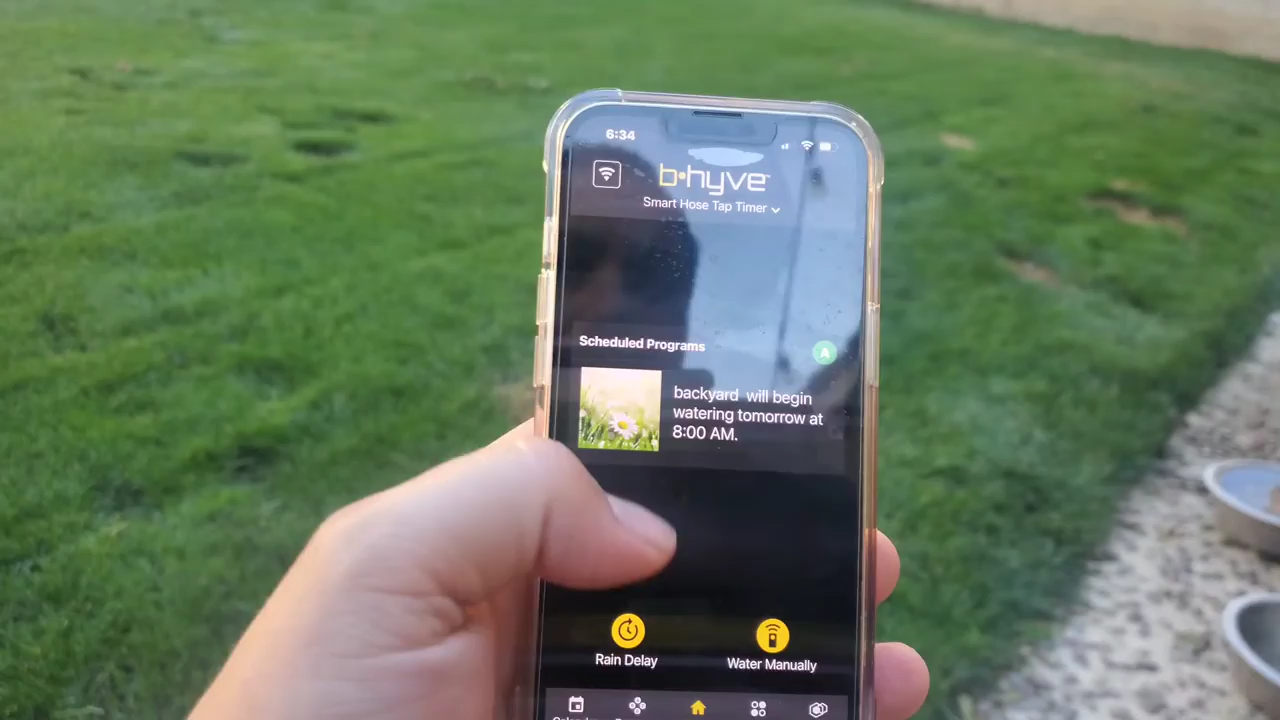 6:34
b•hyve™
Smart Hose Tap Timer
Scheduled Programs
A
backyard will begin
watering tomorrow at
8:00 AM.
Rain Delay
Water Manually